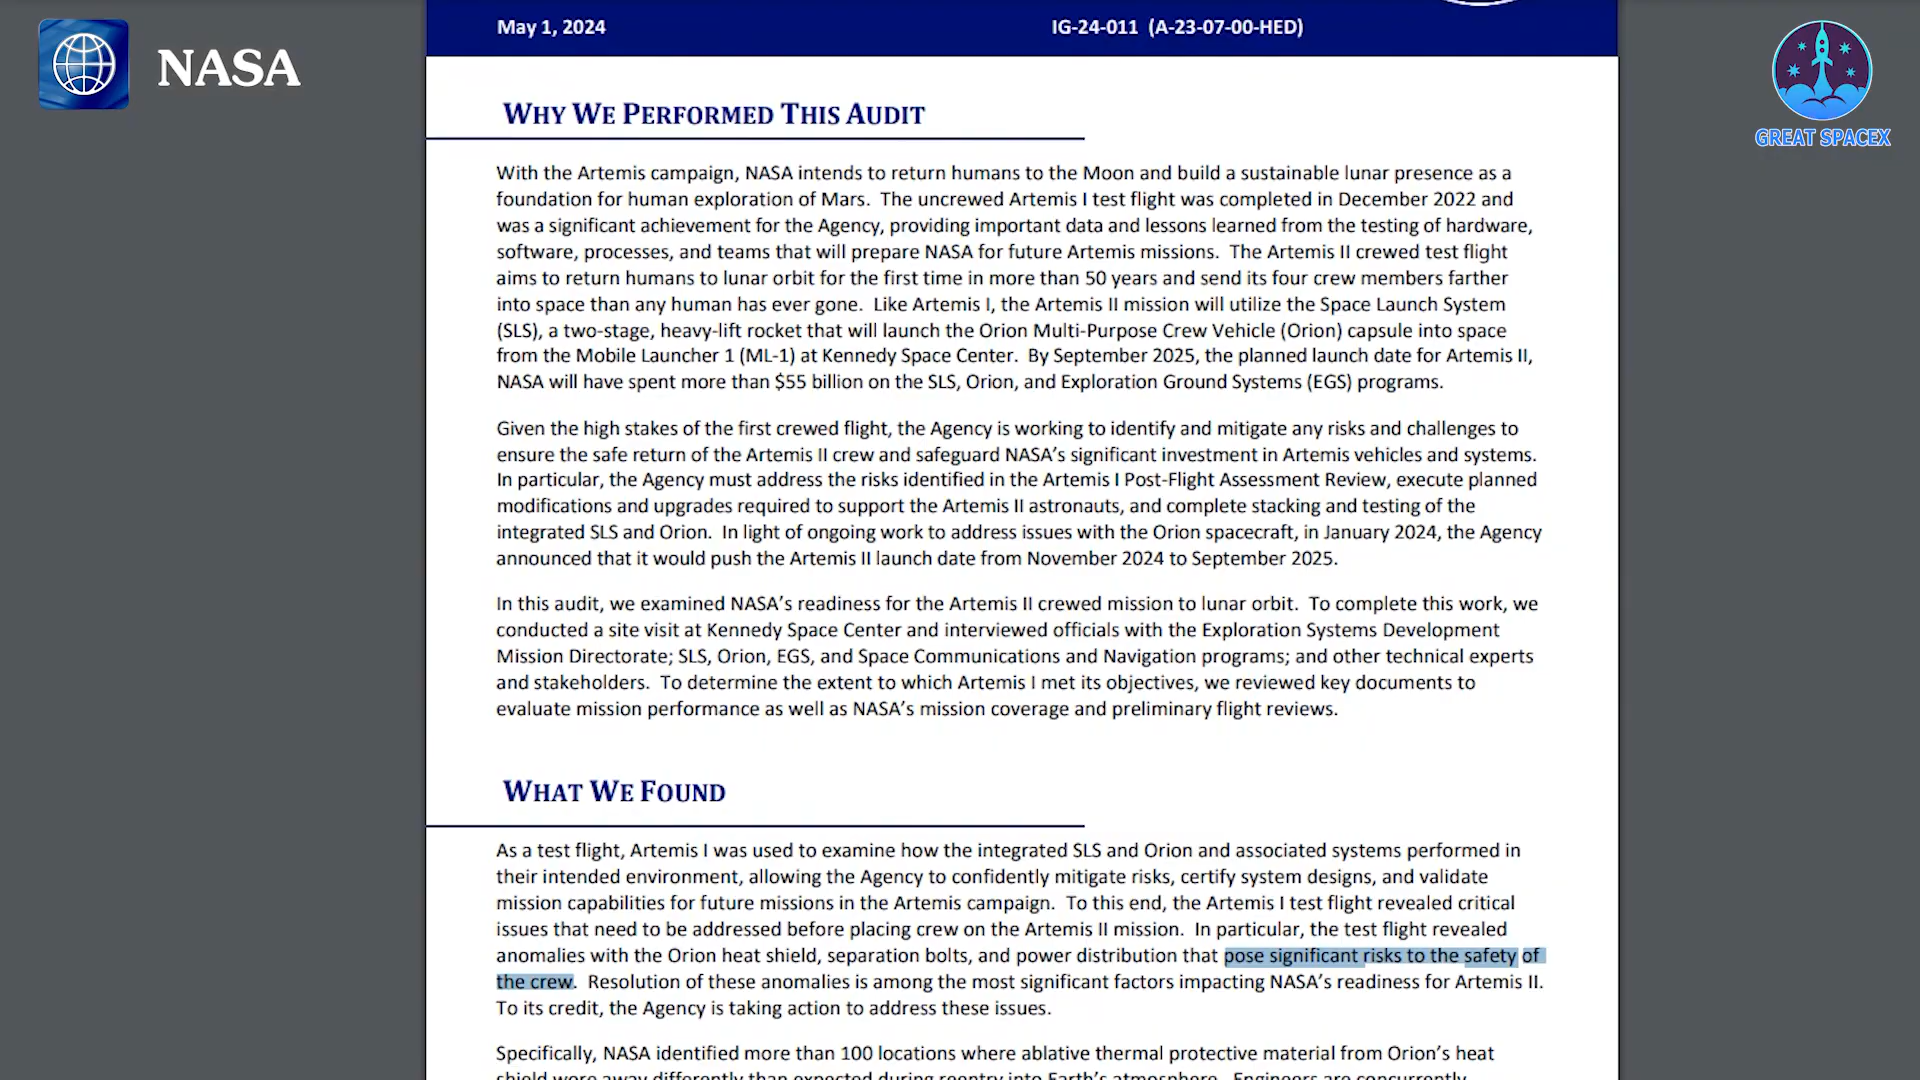 NASA
GREAT SPACEX
May 1, 2024
IG-24-011 (A-23-07-00-HED)
WHY WE PERFORMED THIS AUDIT
With the Artemis campaign, NASA intends to return humans to the Moon and build a sustainable lunar presence as a
foundation for human exploration of Mars. The uncrewed Artemis I test flight was completed in December 2022 and
was a significant achievement for the Agency, providing important data and lessons learned from the testing of hardware,
software, processes, and teams that will prepare NASA for future Artemis missions. The Artemis II crewed test flight
aims to return humans to lunar orbit for the first time in more than 50 years and send its four crew members farther
into space than any human has ever gone. Like Artemis I, the Artemis II mission will utilize the Space Launch System
(SLS), a two-stage, heavy-lift rocket that will launch the Orion Multi-Purpose Crew Vehicle (Orion) capsule into space
from the Mobile Launcher 1 (ML-1) at Kennedy Space Center. By September 2025, the planned launch date for Artemis II,
NASA will have spent more than $55 billion on the SLS, Orion, and Exploration Ground Systems (EGS) programs.
Given the high stakes of the first crewed flight, the Agency is working to identify and mitigate any risks and challenges to
ensure the safe return of the Artemis II crew and safeguard NASA's significant investment in Artemis vehicles and systems.
In particular, the Agency must address the risks identified in the Artemis I Post-Flight Assessment Review, execute planned
modifications and upgrades required to support the Artemis II astronauts, and complete stacking and testing of the
integrated SLS and Orion. In light of ongoing work to address issues with the Orion spacecraft, in January 2024, the Agency
announced that it would push the Artemis II launch date from November 2024 to September 2025.
In this audit, we examined NASA's readiness for the Artemis II crewed mission to lunar orbit. To complete this work, we
conducted a site visit at Kennedy Space Center and interviewed officials with the Exploration Systems Development
Mission Directorate; SLS, Orion, EGS, and Space Communications and Navigation programs; and other technical experts
and stakeholders. To determine the extent to which Artemis I met its objectives, we reviewed key documents to
evaluate mission performance as well as NASA's mission coverage and preliminary flight reviews.
WHAT WE FOUND
As a test flight, Artemis I was used to examine how the integrated SLS and Orion and associated systems performed in
their intended environment, allowing the Agency to confidently mitigate risks, certify system designs, and validate
mission capabilities for future missions in the Artemis campaign. To this end, the Artemis I test flight revealed critical
issues that need to be addressed before placing crew on the Artemis II mission. In particular, the test flight revealed
anomalies with the Orion heat shield, separation bolts, and power distribution that pose significant risks to the safety of
the crew. Resolution of these anomalies is among the most significant factors impacting NASA's readiness for Artemis II.
To its credit, the Agency is taking action to address these issues.
Specifically, NASA identified more than 100 locations where ablative thermal protective material from Orion's heat
shield wore away differently than expected during reentry into Earth's atmosphere. Engineers are concurrently